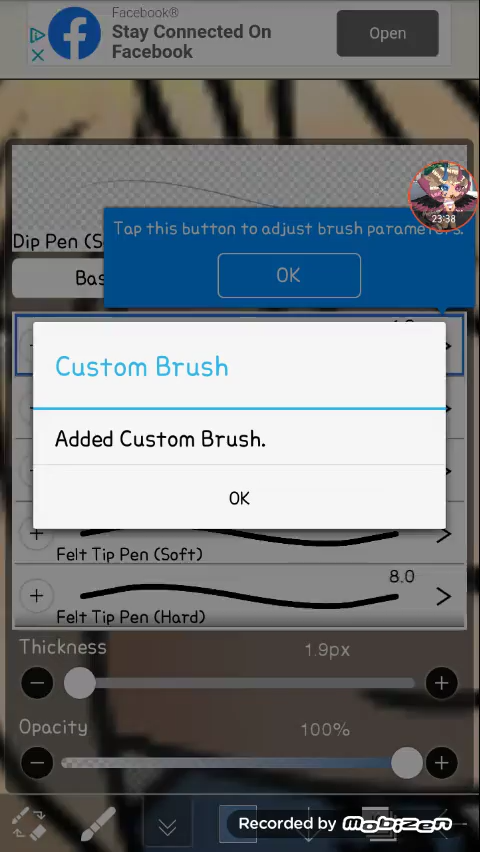 Facebook®
Stay Connected On
Facebook
Open
23:38
Tap this button to adjust brush parameters.
Dip Pen (S
OK
Bas
Custom Brush
Added Custom Brush.
OK
Felt Tip Pen (Soft)
8.0
Felt Tip Pen (Hard)
Thickness
1.9px
Opacity
100%
Recorded by MOBIZEN